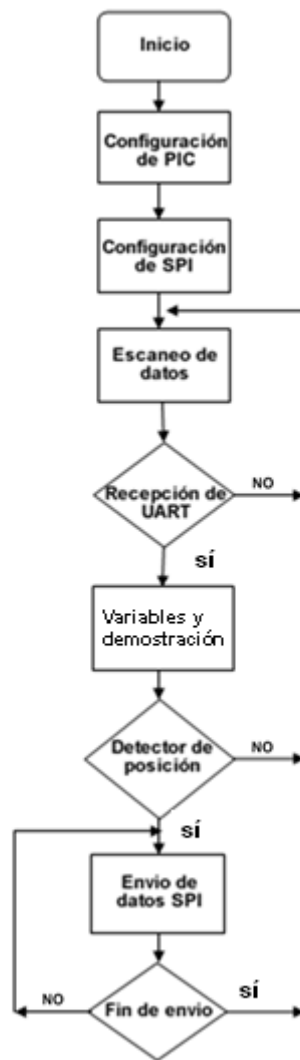 Inicio
Configuración
de PIC
Configuración
de SPI
Escaneo de
datos
Recepción de
UART
NO
sí
Variables y
demostración
Detector de
posición
NO
sí
Envio de
datos SPI
Fin de envio
NO
sí